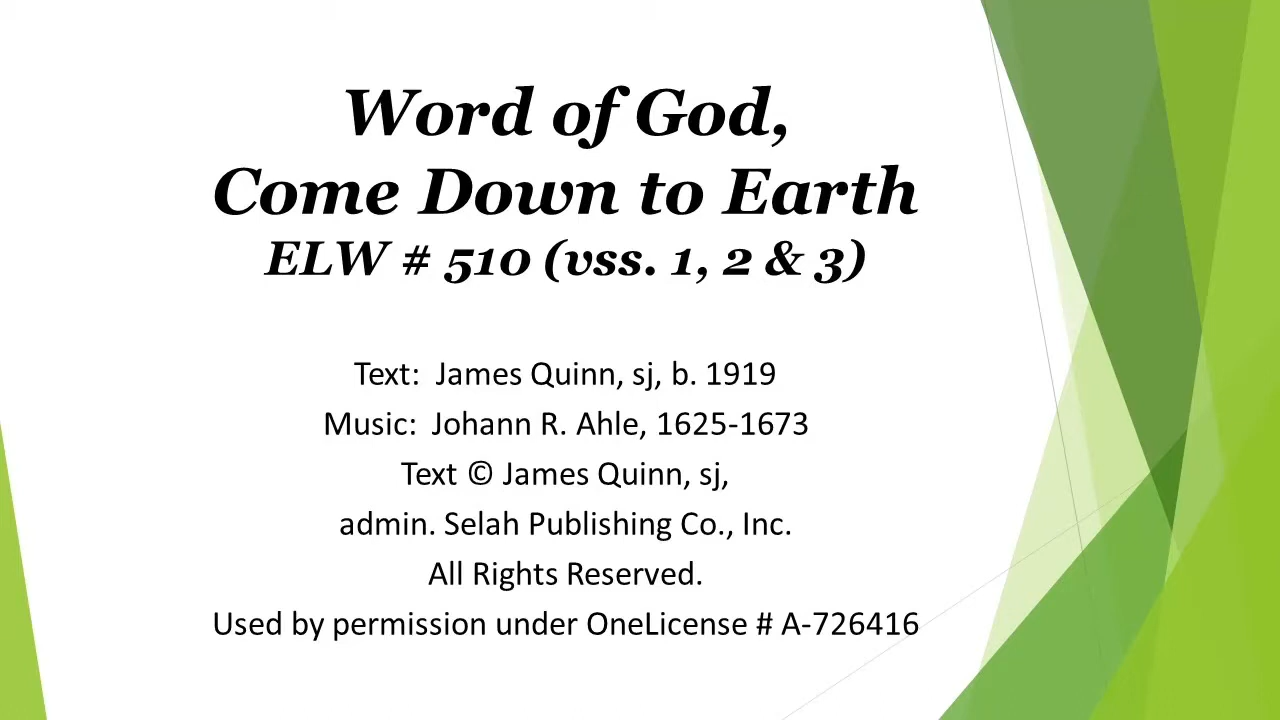 Word of God,
Come Down to Earth
ELW # 510 (vss. 1, 2 & 3)
Text:  James Quinn, sj, b. 1919
Music:  Johann R. Ahle, 1625-1673
Text © James Quinn, sj,
admin. Selah Publishing Co., Inc.
All Rights Reserved.
Used by permission under OneLicense # A-726416